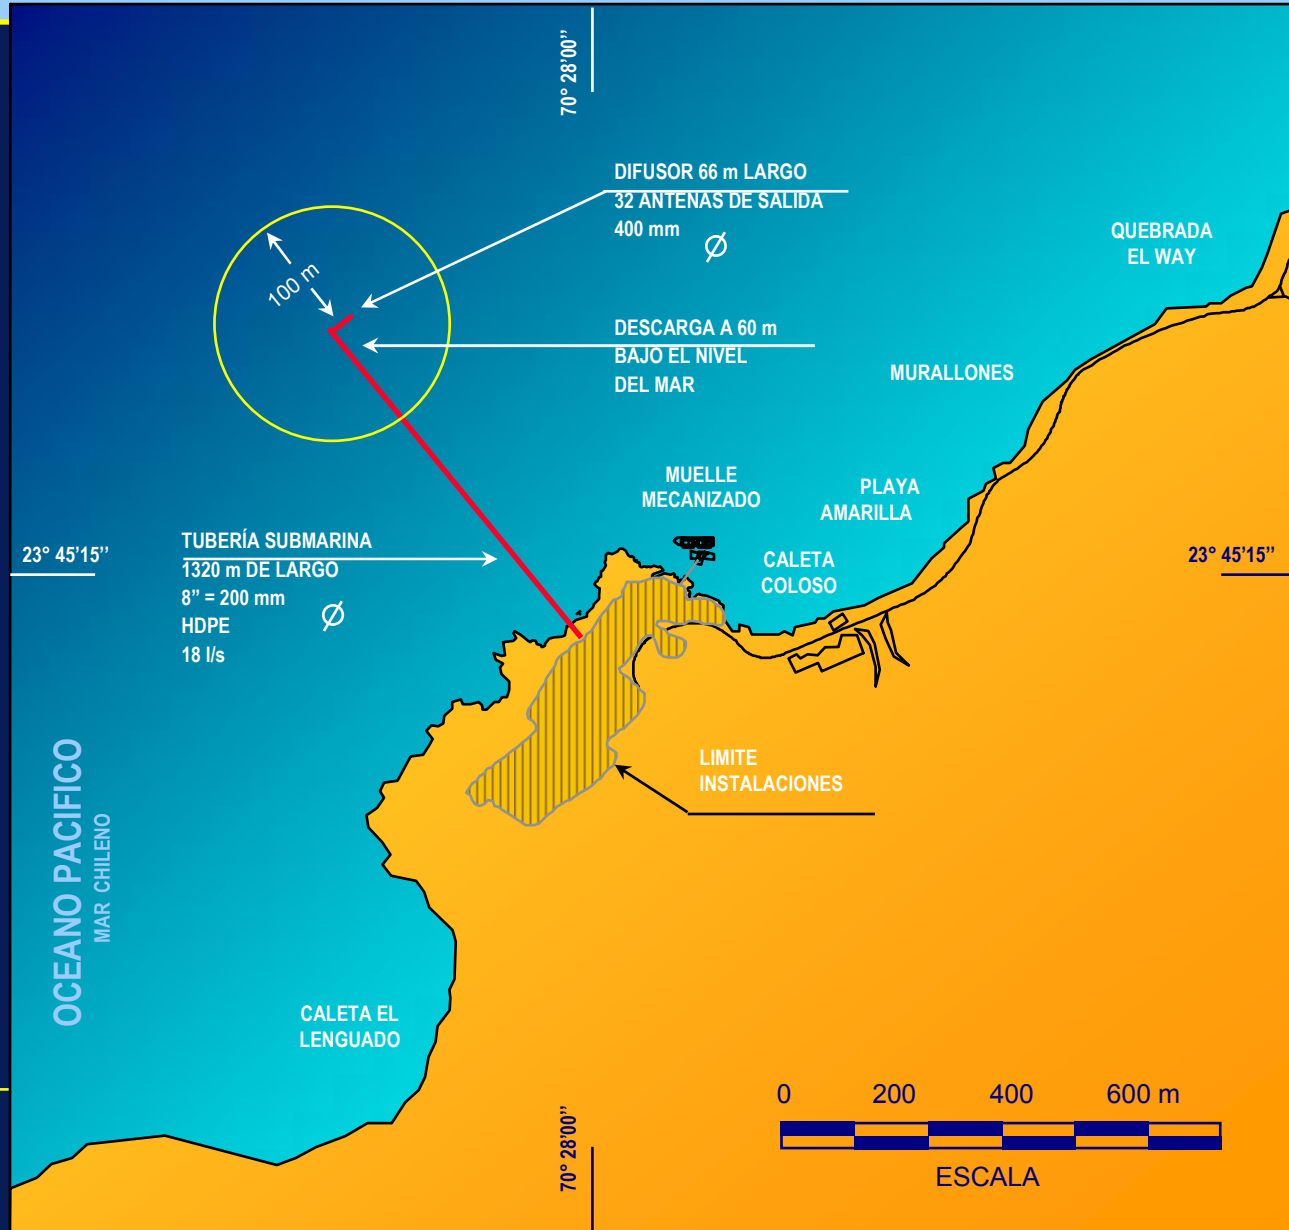 70° 28’00’’
DIFUSOR 66 m LARGO
32 ANTENAS DE SALIDA
400 mm
Ø
QUEBRADA
EL WAY
100 m
DESCARGA A 60 m
BAJO EL NIVEL
DEL MAR
MURALLONES
MUELLE
MECANIZADO
PLAYA
AMARILLA
23° 45’15’’
TUBERÍA SUBMARINA
1320 m DE LARGO
8” = 200 mm
Ø
HDPE
18 l/s
CALETA
COLOSO
23° 45’15’’
LIMITE
INSTALACIONES
OCEANO PACIFICO
MAR CHILENO
CALETA EL
LENGUADO
70° 28’00’’
0 200 400 600 m
ESCALA